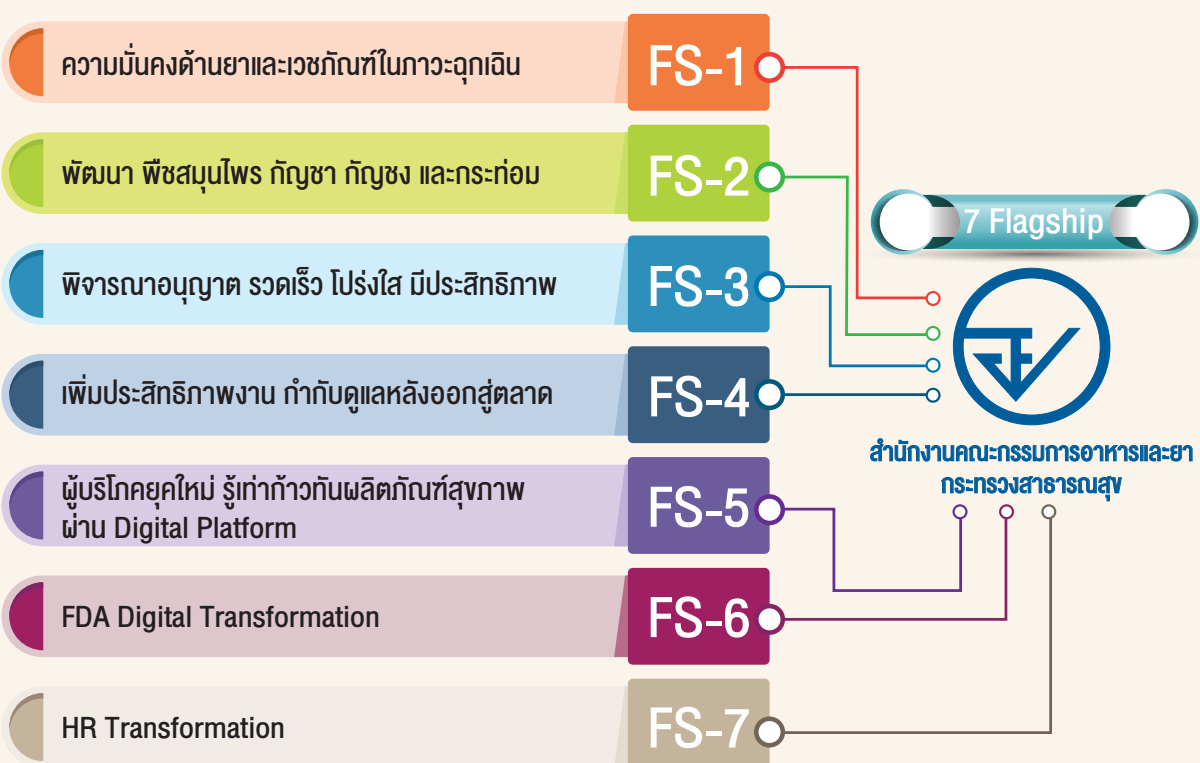 ความมั่นคงด้านยาและเวชภัณฑ์ในภาวะฉุกเฉิน
FS-1
พัฒนา พืชสมุนไพร กัญชา กัญชง และกระท่อม
FS-2
พิจารณาอนุญาต รวดเร็ว โปร่งใส มีประสิทธิภาพ
FS-3
เพิ่มประสิทธิภาพงาน กำกับดูแลหลังออกสู่ตลาด
FS-4
ผู้บริโภคยุคใหม่ รู้เท่าก้าวทันผลิตภัณฑ์สุขภาพ
ผ่าน Digital Platform
FS-5
FDA Digital Transformation
FS-6
HR Transformation
FS-7
7 Flagship
สำนักงานคณะกรรมการอาหารและยา
กระทรวงสาธารณสุข